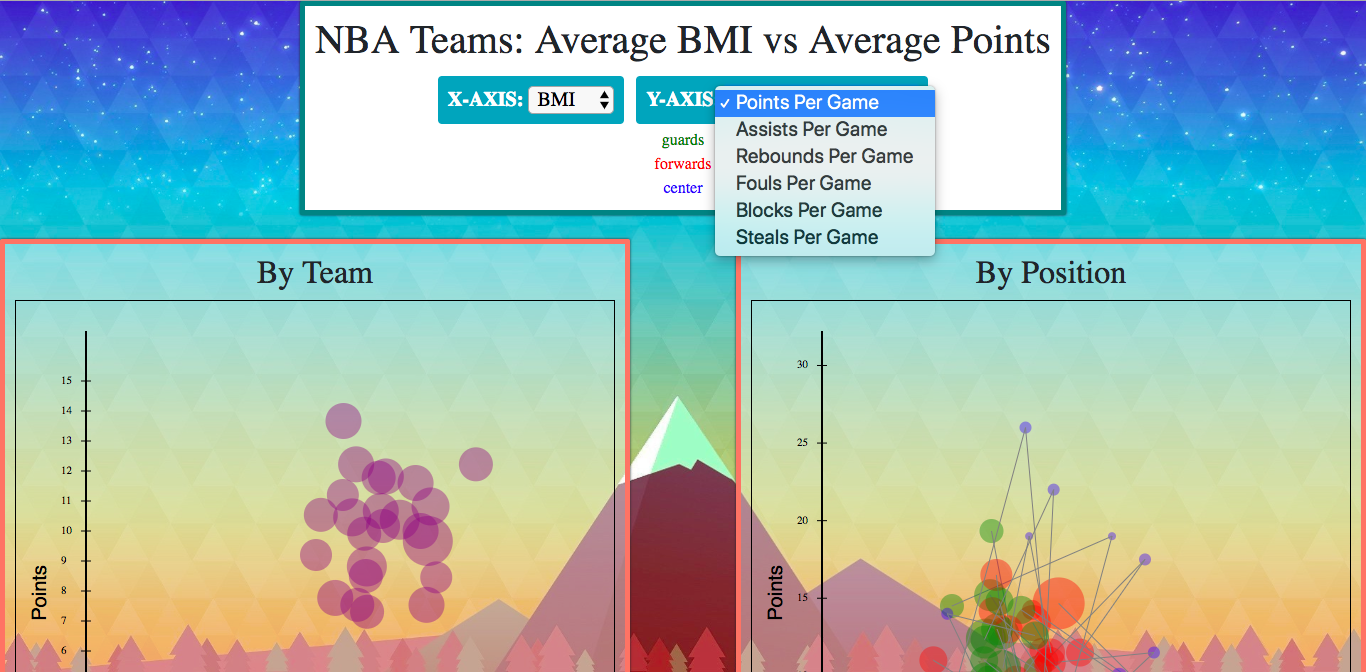 NBA Teams: Average BMI vs Average Points
X-AXIS: BMI
Y-AXIS
✓ Points Per Game
Assists Per Game
Rebounds Per Game
Fouls Per Game
Blocks Per Game
Steals Per Game
guards
forwards
center
By Team
15
14
13
12
11
10
9
8
7
6
Points
By Position
30
25
20
15
Points